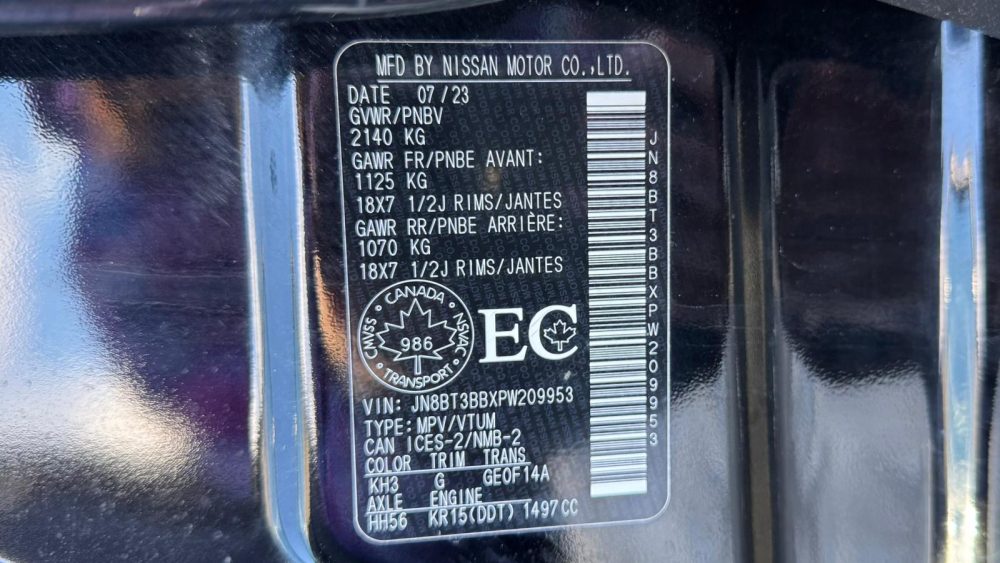 MFD BY NISSAN MOTOR CO.,LTD.
DATE 07/23
GVWR/PNBV
2140 KG
GAWR FR/PNBE AVANT:
1125 KG
18X7 1/2J RIMS/JANTES
GAWR RR/PNBE ARRIÈRE:
1070 KG
18X7 1/2J RIMS/JANTES
CANADA
CMVSS 986 NSVAC
TRANSPORT
EC
VIN: JN8BT3BBXPW209953
TYPE: MPV/VTUM
CAN ICES-2/NMB-2
COLOR TRIM TRANS
KH3 G GE0F14A
AXLE ENGINE
HH56 KR15(DDT) 1497CC
JN8BT3BBXPW209953